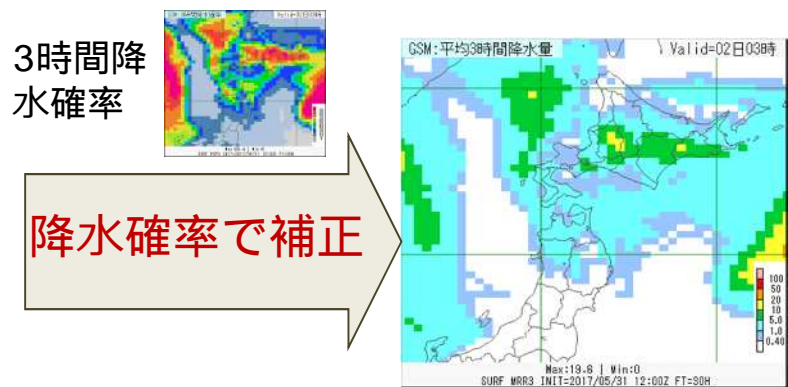 3時間降
水確率
降水確率で補正
GSM:平均3時間降水量
Valid=02日03時
100
50
20
10
5.0
1.0
0.40
Max:19.6 | Min:0
SURF MRR3 INIT=2017/05/31 12:00Z FT=30H